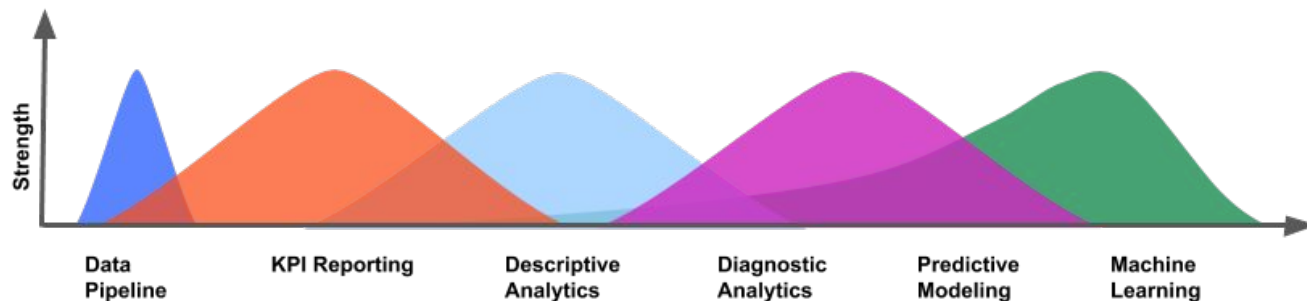 Strength
Data
Pipeline
KPI Reporting
Descriptive
Analytics
Diagnostic
Analytics
Predictive
Modeling
Machine
Learning